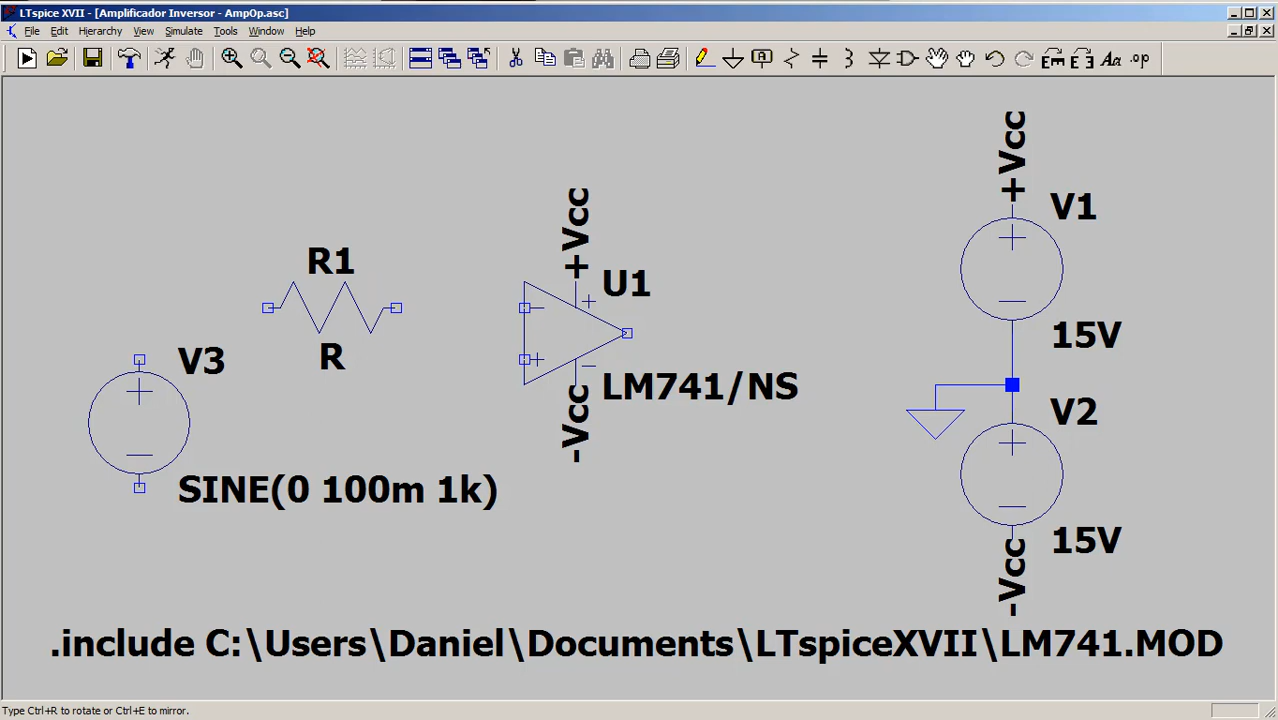 LTspice XVII - [Amplificador Inversor - AmpOp.asc]
File Edit Hierarchy View Simulate Tools Window Help
Aa .op
+Vcc
V1
15V
V2
15V
-Vcc
+Vcc
U1
LM741/NS
-Vcc
R1
R
V3
SINE(0 100m 1k)
.include C:\Users\Daniel\Documents\LTspiceXVII\LM741.MOD
Type Ctrl+R to rotate or Ctrl+E to mirror.